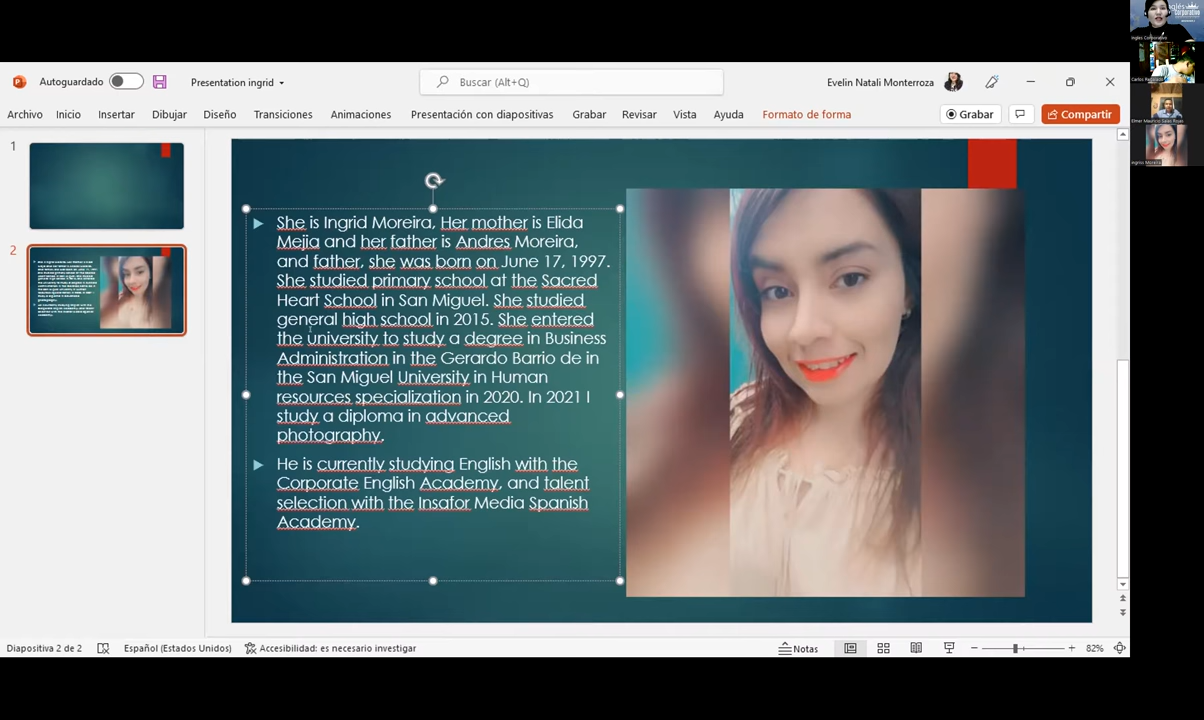 Autoguardado
Presentation ingrid
Buscar (Alt+Q)
Evelin Natali Monterroza
Archivo Inicio Insertar Dibujar Diseño Transiciones Animaciones Presentación con diapositivas Grabar Revisar Vista Ayuda Formato de forma Grabar Compartir
1
2
She is Ingrid Moreira, Her mother is Elida
Mejia and her father is Andres Moreira,
and father, she was born on June 17, 1997.
She studied primary school at the Sacred
Heart School in San Miguel. She studied
general high school in 2015. She entered
the university to study a degree in Business
Administration in the Gerardo Barrio de in
the San Miguel University in Human
resources specialization in 2020. In 2021 I
study a diploma in advanced
photography.
He is currently studying English with the
Corporate English Academy, and talent
selection with the Insafor Media Spanish
Academy.
Diapositiva 2 de 2 Español (Estados Unidos) Accesibilidad: es necesario investigar Notas 82%